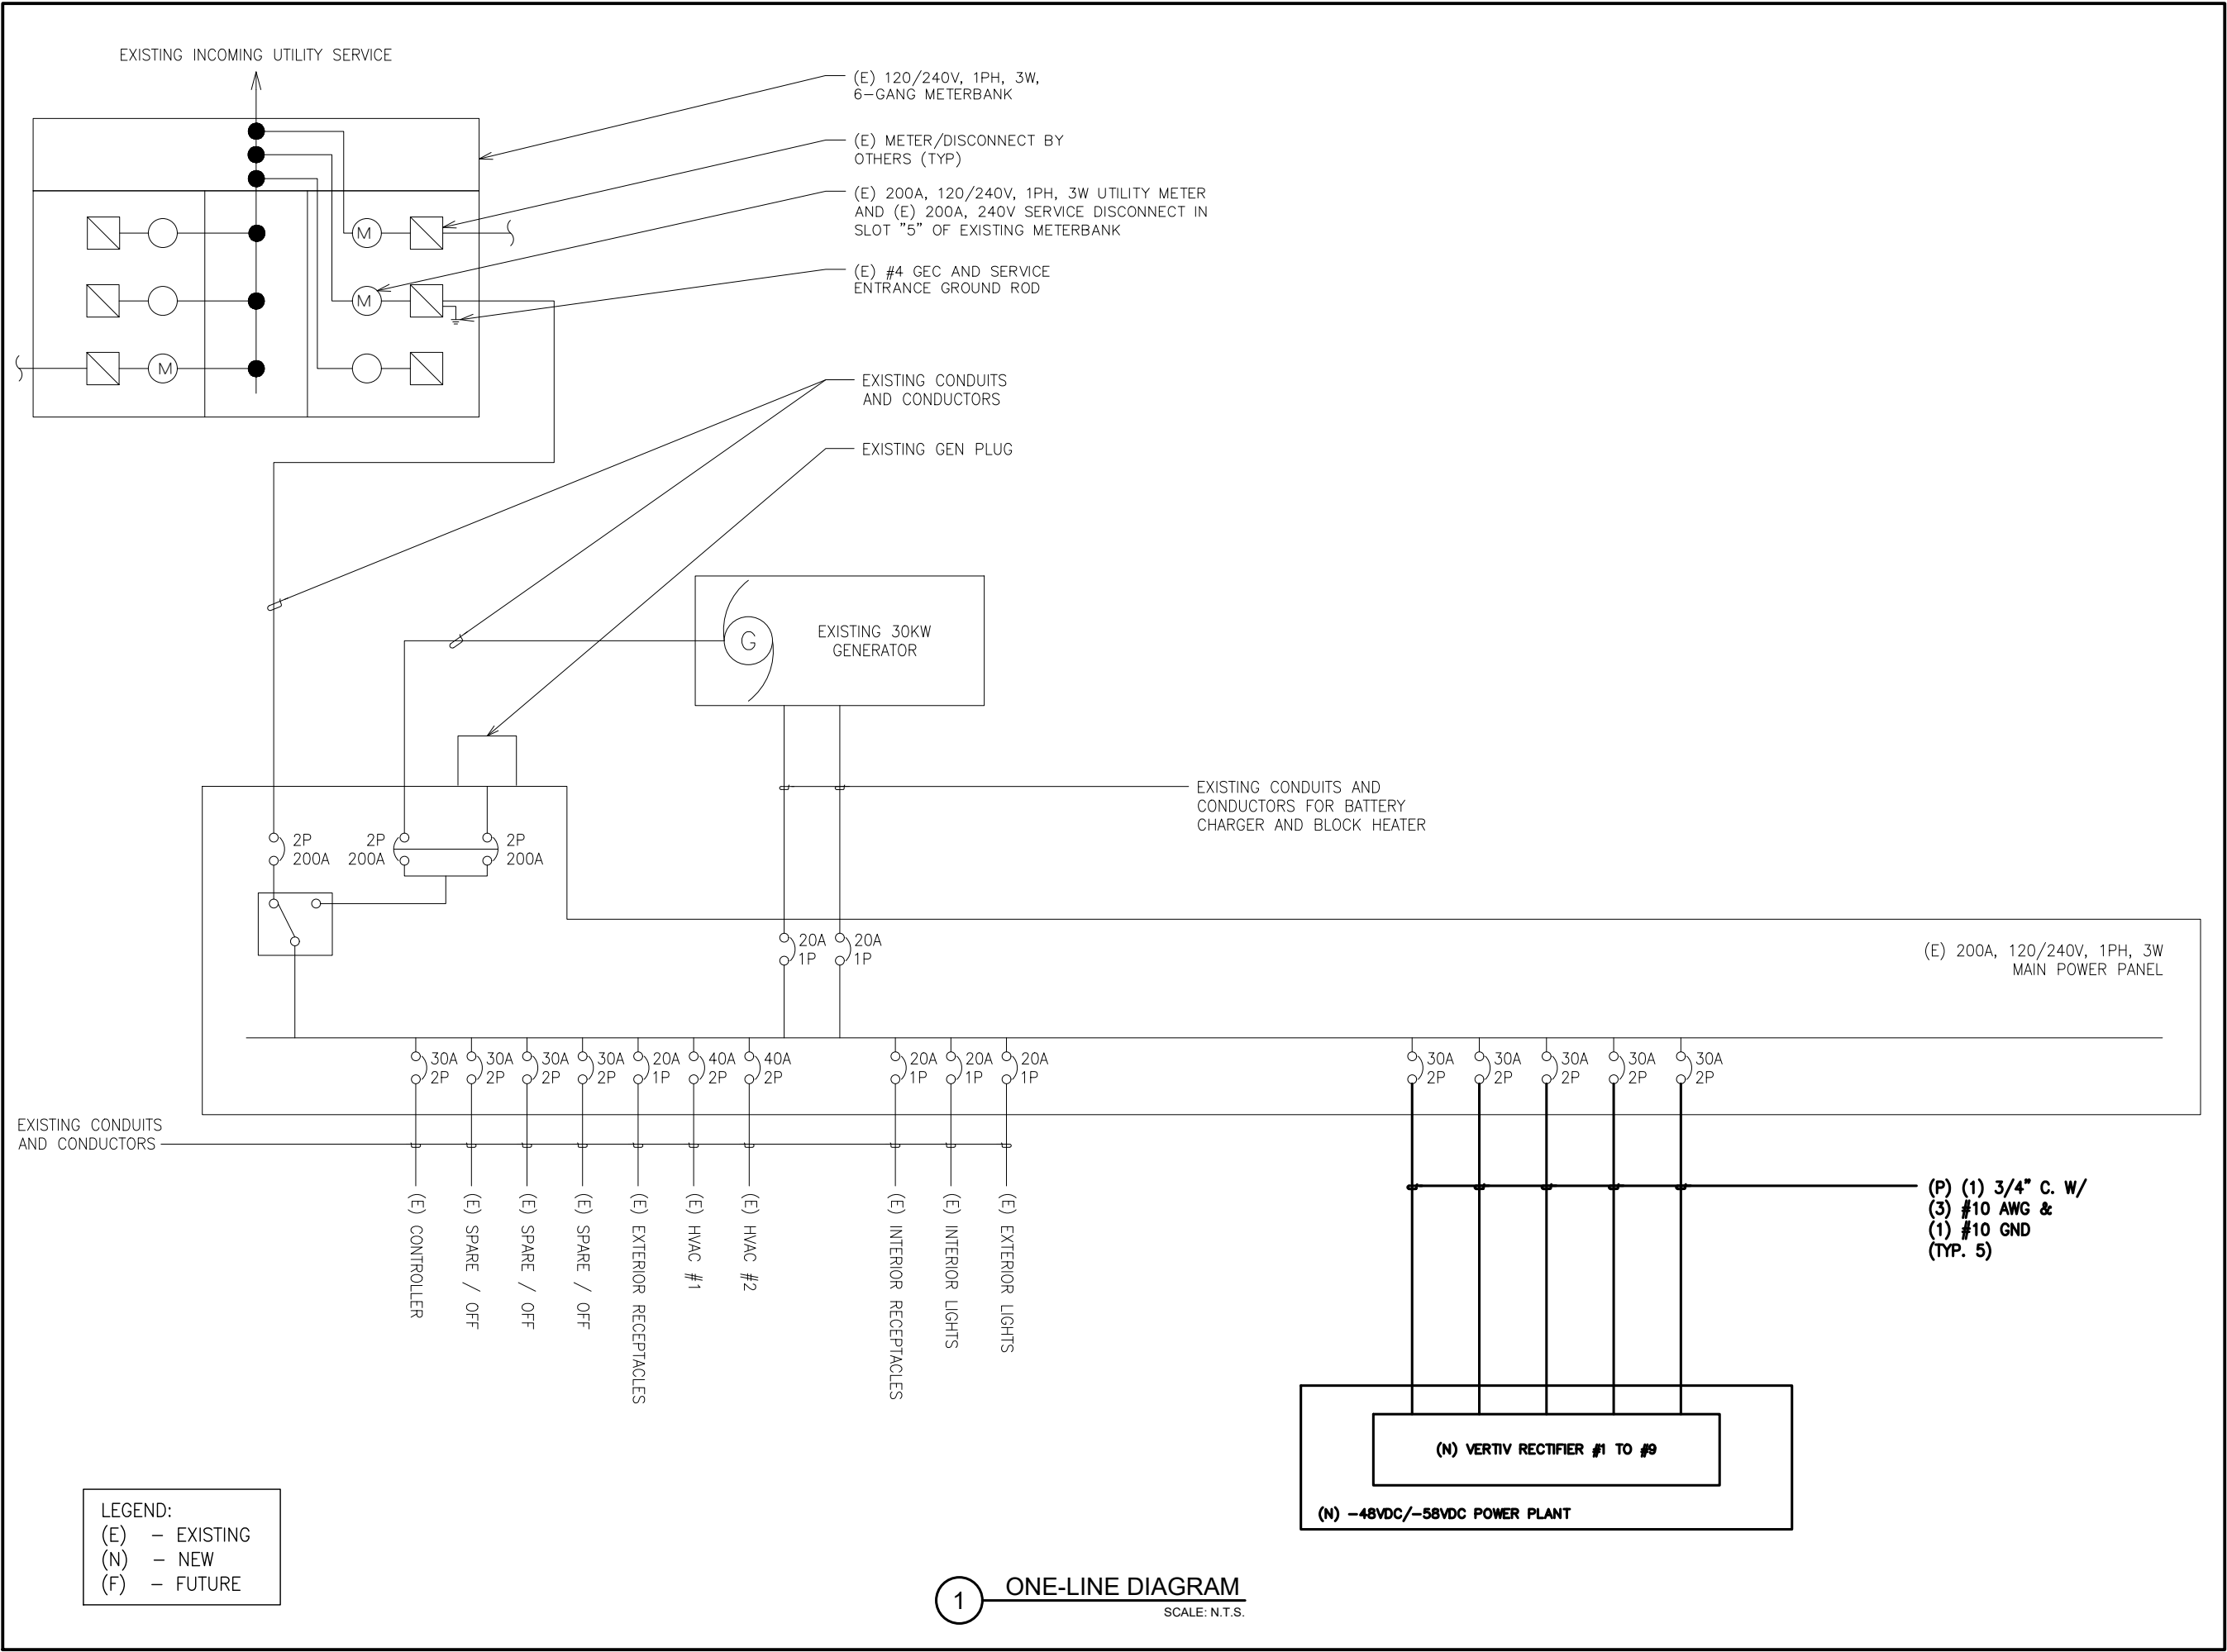 EXISTING INCOMING UTILITY SERVICE
(E) 120/240V, 1PH, 3W,
6-GANG METERBANK
(E) METER/DISCONNECT BY
OTHERS (TYP)
(E) 200A, 120/240V, 1PH, 3W UTILITY METER
AND (E) 200A, 240V SERVICE DISCONNECT IN
SLOT "5" OF EXISTING METERBANK
(E) #4 GEC AND SERVICE
ENTRANCE GROUND ROD
M
M
M
EXISTING CONDUITS
AND CONDUCTORS
EXISTING GEN PLUG
G
EXISTING 30KW
GENERATOR
EXISTING CONDUITS AND
CONDUCTORS FOR BATTERY
CHARGER AND BLOCK HEATER
2P
200A
2P
200A
2P
200A
20A
1P
20A
1P
(E) 200A, 120/240V, 1PH, 3W
MAIN POWER PANEL
30A
2P
30A
2P
30A
2P
30A
2P
20A
1P
40A
2P
40A
2P
20A
1P
20A
1P
20A
1P
30A
2P
30A
2P
30A
2P
30A
2P
30A
2P
EXISTING CONDUITS
AND CONDUCTORS
(E) CONTROLLER
(E) SPARE / OFF
(E) SPARE / OFF
(E) SPARE / OFF
(E) EXTERIOR RECEPTACLES
(E) HVAC #1
(E) HVAC #2
(E) INTERIOR RECEPTACLES
(E) INTERIOR LIGHTS
(E) EXTERIOR LIGHTS
(P) (1) 3/4" C. W/
(3) #10 AWG &
(1) #10 GND
(TYP. 5)
(N) VERTIV RECTIFIER #1 TO #9
(N) -48VDC/-58VDC POWER PLANT
LEGEND:
(E) - EXISTING
(N) - NEW
(F) - FUTURE
1
ONE-LINE DIAGRAM
SCALE: N.T.S.